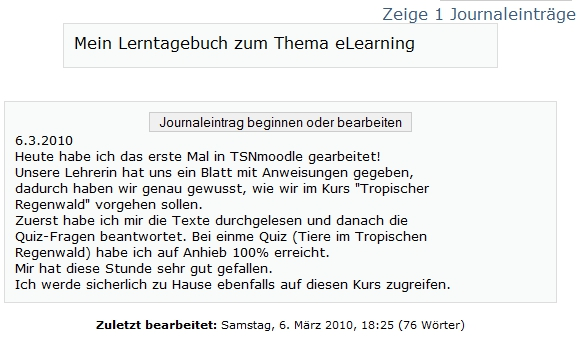 Zeige 1 Journaleinträge
Mein Lerntagebuch zum Thema eLearning
Journaleintrag beginnen oder bearbeiten
6.3.2010
Heute habe ich das erste Mal in TSNmoodle gearbeitet!
Unsere Lehrerin hat uns ein Blatt mit Anweisungen gegeben,
dadurch haben wir genau gewusst, wie wir im Kurs "Tropischer
Regenwald" vorgehen sollen.
Zuerst habe ich mir die Texte durchgelesen und danach die
Quiz-Fragen beantwortet. Bei einme Quiz (Tiere im Tropischen
Regenwald) habe ich auf Anhieb 100% erreicht.
Mir hat diese Stunde sehr gut gefallen.
Ich werde sicherlich zu Hause ebenfalls auf diesen Kurs zugreifen.
Zuletzt bearbeitet: Samstag, 6. März 2010, 18:25 (76 Wörter)